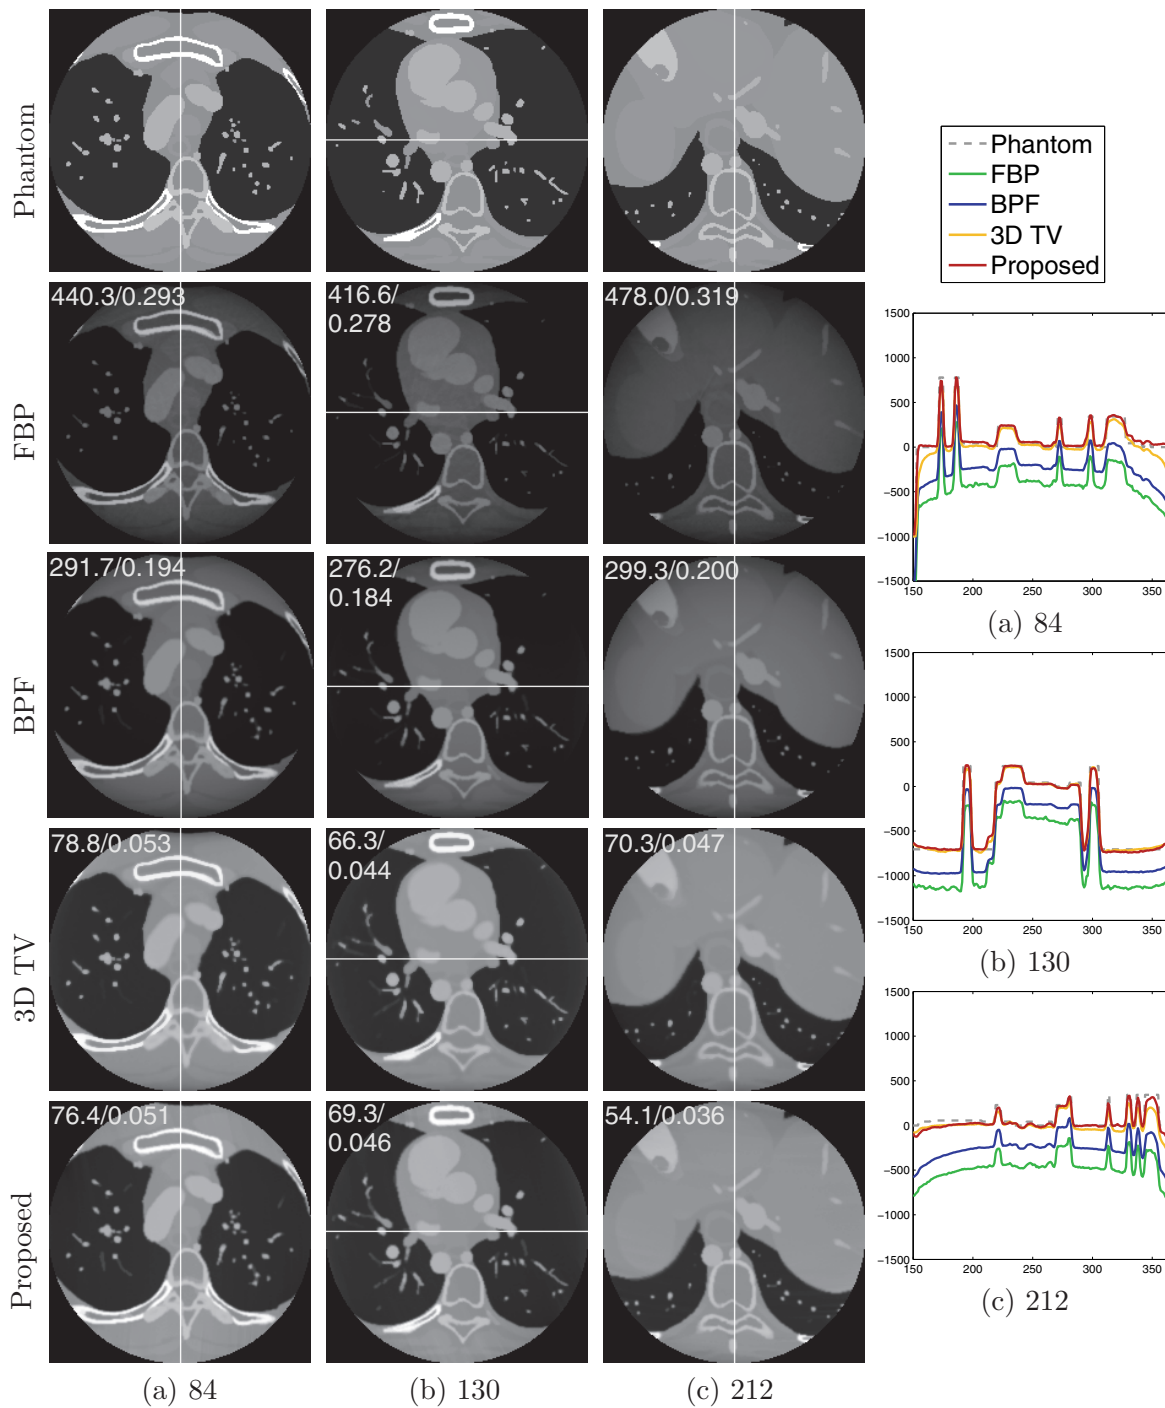 Phantom
FBP
440.3/0.293
416.6/
0.278
478.0/0.319
BPF
291.7/0.194
276.2/
0.184
299.3/0.200
3D TV
78.8/0.053
66.3/
0.044
70.3/0.047
Proposed
76.4/0.051
69.3/
0.046
54.1/0.036
(a) 84
(b) 130
(c) 212
Phantom
FBP
BPF
3D TV
Proposed
1500
1000
500
0
−500
−1000
−1500
150 200 250 300 350
(a) 84
1500
1000
500
0
−500
−1000
−1500
150 200 250 300 350
(b) 130
1500
1000
500
0
−500
−1000
−1500
150 200 250 300 350
(c) 212